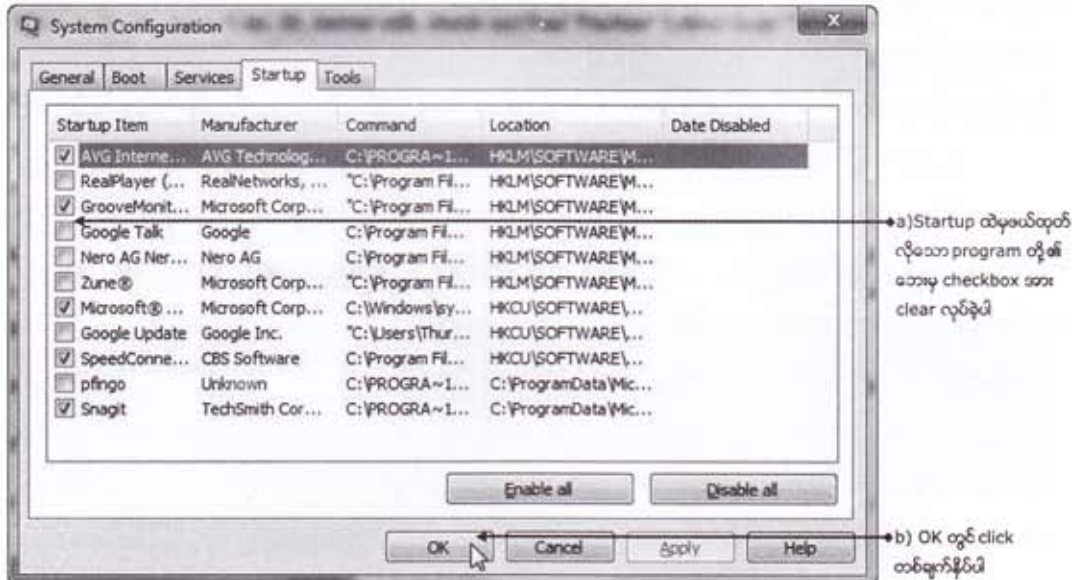 System Configuration
General Boot Services Startup Tools
Startup Item Manufacturer Command Location Date Disabled
AVG Interne... AVG Technolog... C:\PROGRA~1... HKLM\SOFTWARE\M...
RealPlayer (... RealNetworks, ... "C:\Program Fil... HKLM\SOFTWARE\M...
GrooveMonit... Microsoft Corp... "C:\Program Fil... HKLM\SOFTWARE\M...
Google Talk Google C:\Program Fil... HKLM\SOFTWARE\M...
Nero AG Ner... Nero AG C:\Program Fil... HKLM\SOFTWARE\M...
Zune® Microsoft Corp... "C:\Program Fil... HKLM\SOFTWARE\M...
Microsoft® ... Microsoft Corp... C:\Windows\sy... HKCU\SOFTWARE\...
Google Update Google Inc. "C:\Users\Thur... HKCU\SOFTWARE\...
SpeedConne... CBS Software C:\Program Fil... HKCU\SOFTWARE\...
pfingo Unknown C:\PROGRA~1... C:\ProgramData\Mic...
Snagit TechSmith Cor... C:\PROGRA~1... C:\ProgramData\Mic...
Enable all Disable all
OK Cancel Apply Help
a)Startup ထဲမှဖယ်ထုတ်
လိုသော program တို့၏
ဘေးမှ checkbox အား
clear လုပ်ခဲ့ပါ
b) OK တွင် click
တစ်ချက်နှိပ်ပါ